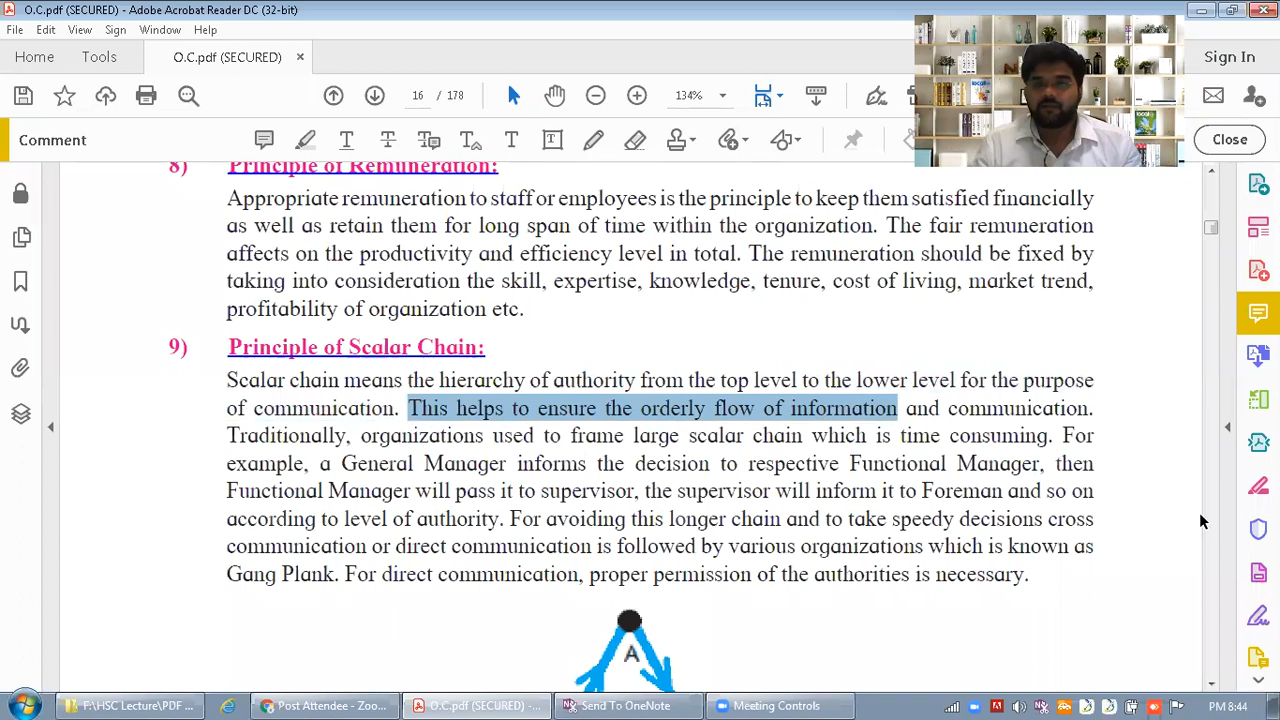 O.C.pdf (SECURED) - Adobe Acrobat Reader DC (32-bit)
File Edit View Sign Window Help
Home Tools O.C.pdf (SECURED) × Sign In
16 / 178 134%
Comment Close
8) Principle of Remuneration:
Appropriate remuneration to staff or employees is the principle to keep them satisfied financially
as well as retain them for long span of time within the organization. The fair remuneration
affects on the productivity and efficiency level in total. The remuneration should be fixed by
taking into consideration the skill, expertise, knowledge, tenure, cost of living, market trend,
profitability of organization etc.
9) Principle of Scalar Chain:
Scalar chain means the hierarchy of authority from the top level to the lower level for the purpose
of communication. This helps to ensure the orderly flow of information and communication.
Traditionally, organizations used to frame large scalar chain which is time consuming. For
example, a General Manager informs the decision to respective Functional Manager, then
Functional Manager will pass it to supervisor, the supervisor will inform it to Foreman and so on
according to level of authority. For avoiding this longer chain and to take speedy decisions cross
communication or direct communication is followed by various organizations which is known as
Gang Plank. For direct communication, proper permission of the authorities is necessary.
A
F:\HSC Lecture\PDF ... Post Attendee - Zoo... O.C.pdf (SECURED) -... Send To OneNote Meeting Controls PM 8:44